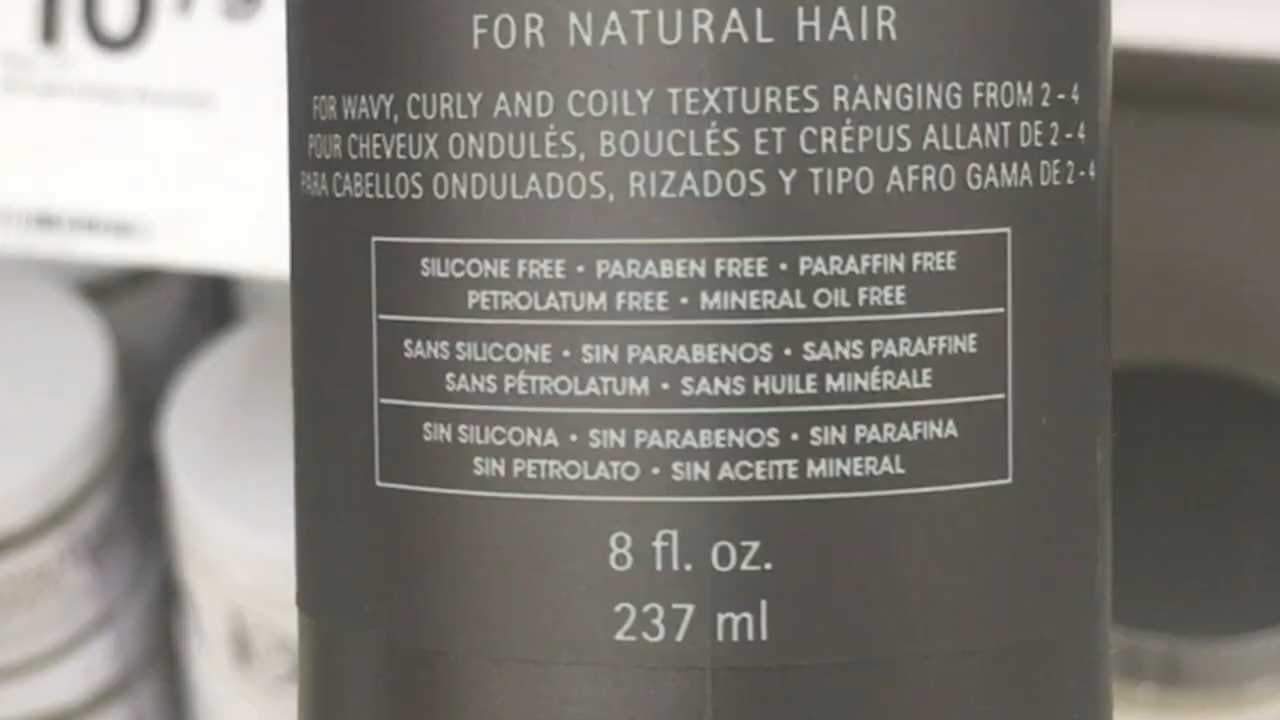 FOR NATURAL HAIR
FOR WAVY, CURLY AND COILY TEXTURES RANGING FROM 2 - 4
POUR CHEVEUX ONDULÉS, BOUCLÉS ET CRÉPUS ALLANT DE 2 - 4
PARA CABELLOS ONDULADOS, RIZADOS Y TIPO AFRO GAMA DE 2 - 4
SILICONE FREE • PARABEN FREE • PARAFFIN FREE
PETROLATUM FREE • MINERAL OIL FREE
SANS SILICONE • SIN PARABENOS • SANS PARAFFINE
SANS PÉTROLATUM • SANS HUILE MINÉRALE
SIN SILICONA • SIN PARABENOS • SIN PARAFINA
SIN PETROLATO • SIN ACEITE MINERAL
8 fl. oz.
237 ml